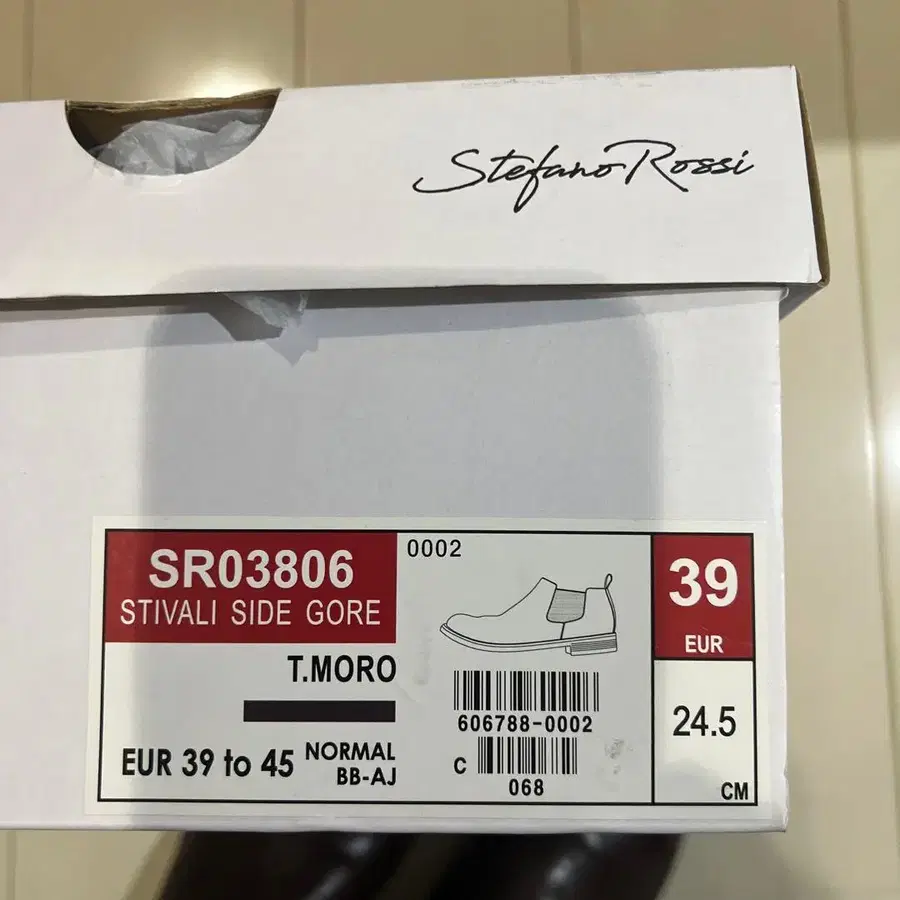 Stefano Rossi
SR03806
STIVALI SIDE GORE
0002
39
EUR
T.MORO
606788-0002
24.5
CM
EUR 39 to 45
NORMAL
BB-AJ
C
068